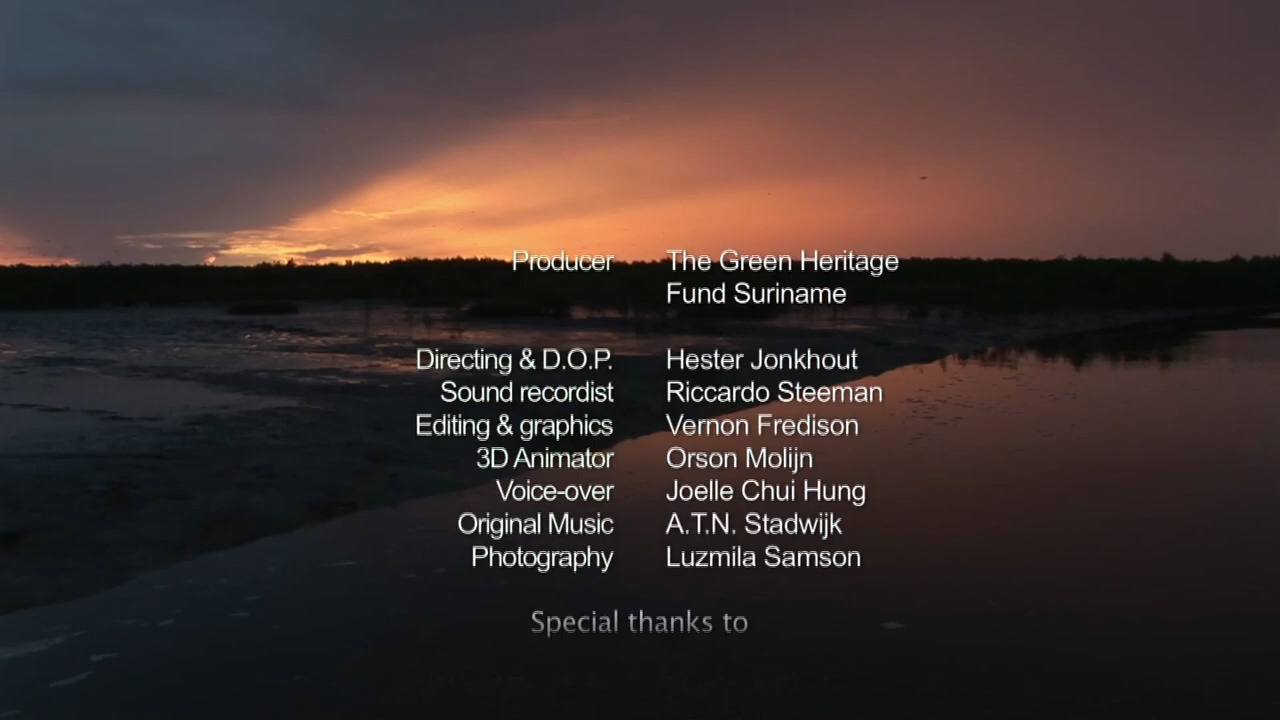 Producer The Green Heritage
Fund Suriname
Directing & D.O.P. Hester Jonkhout
Sound recordist Riccardo Steeman
Editing & graphics Vernon Fredison
3D Animator Orson Molijn
Voice-over Joelle Chui Hung
Original Music A.T.N. Stadwijk
Photography Luzmila Samson
Special thanks to